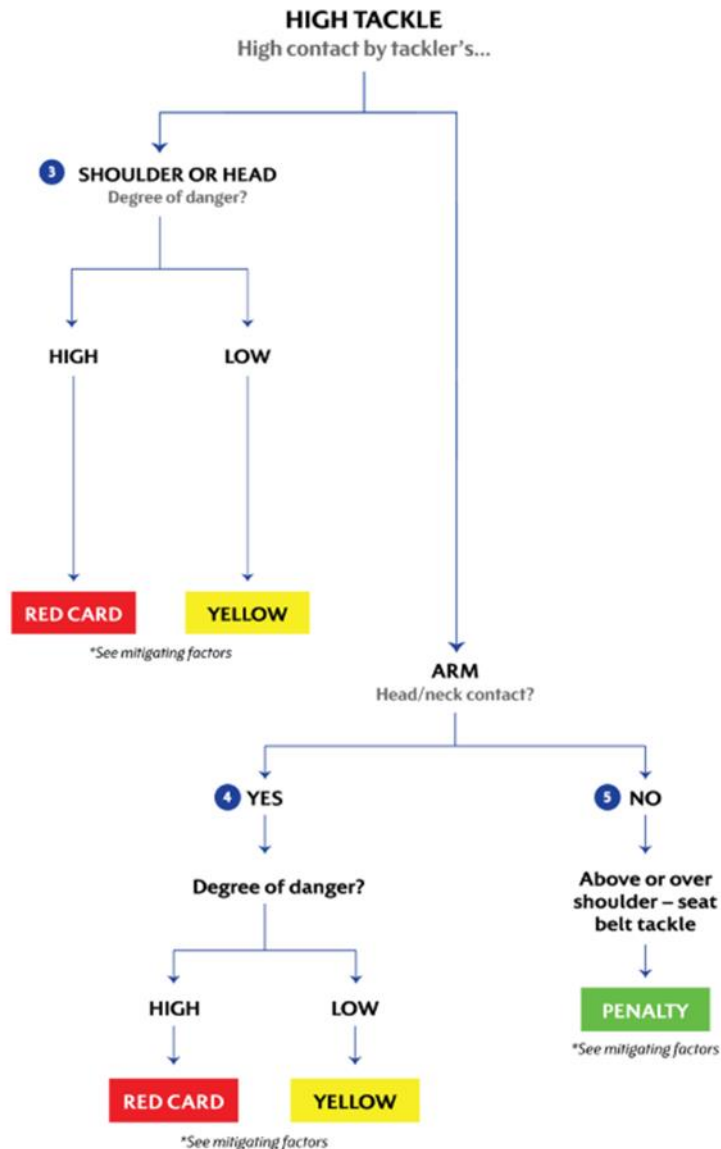 HIGH TACKLE
High contact by tackler's...
3 SHOULDER OR HEAD
Degree of danger?
HIGH
LOW
RED CARD
YELLOW
*See mitigating factors
ARM
Head/neck contact?
4 YES
5 NO
Degree of danger?
Above or over
shoulder – seat
belt tackle
HIGH
LOW
PENALTY
*See mitigating factors
RED CARD
YELLOW
*See mitigating factors